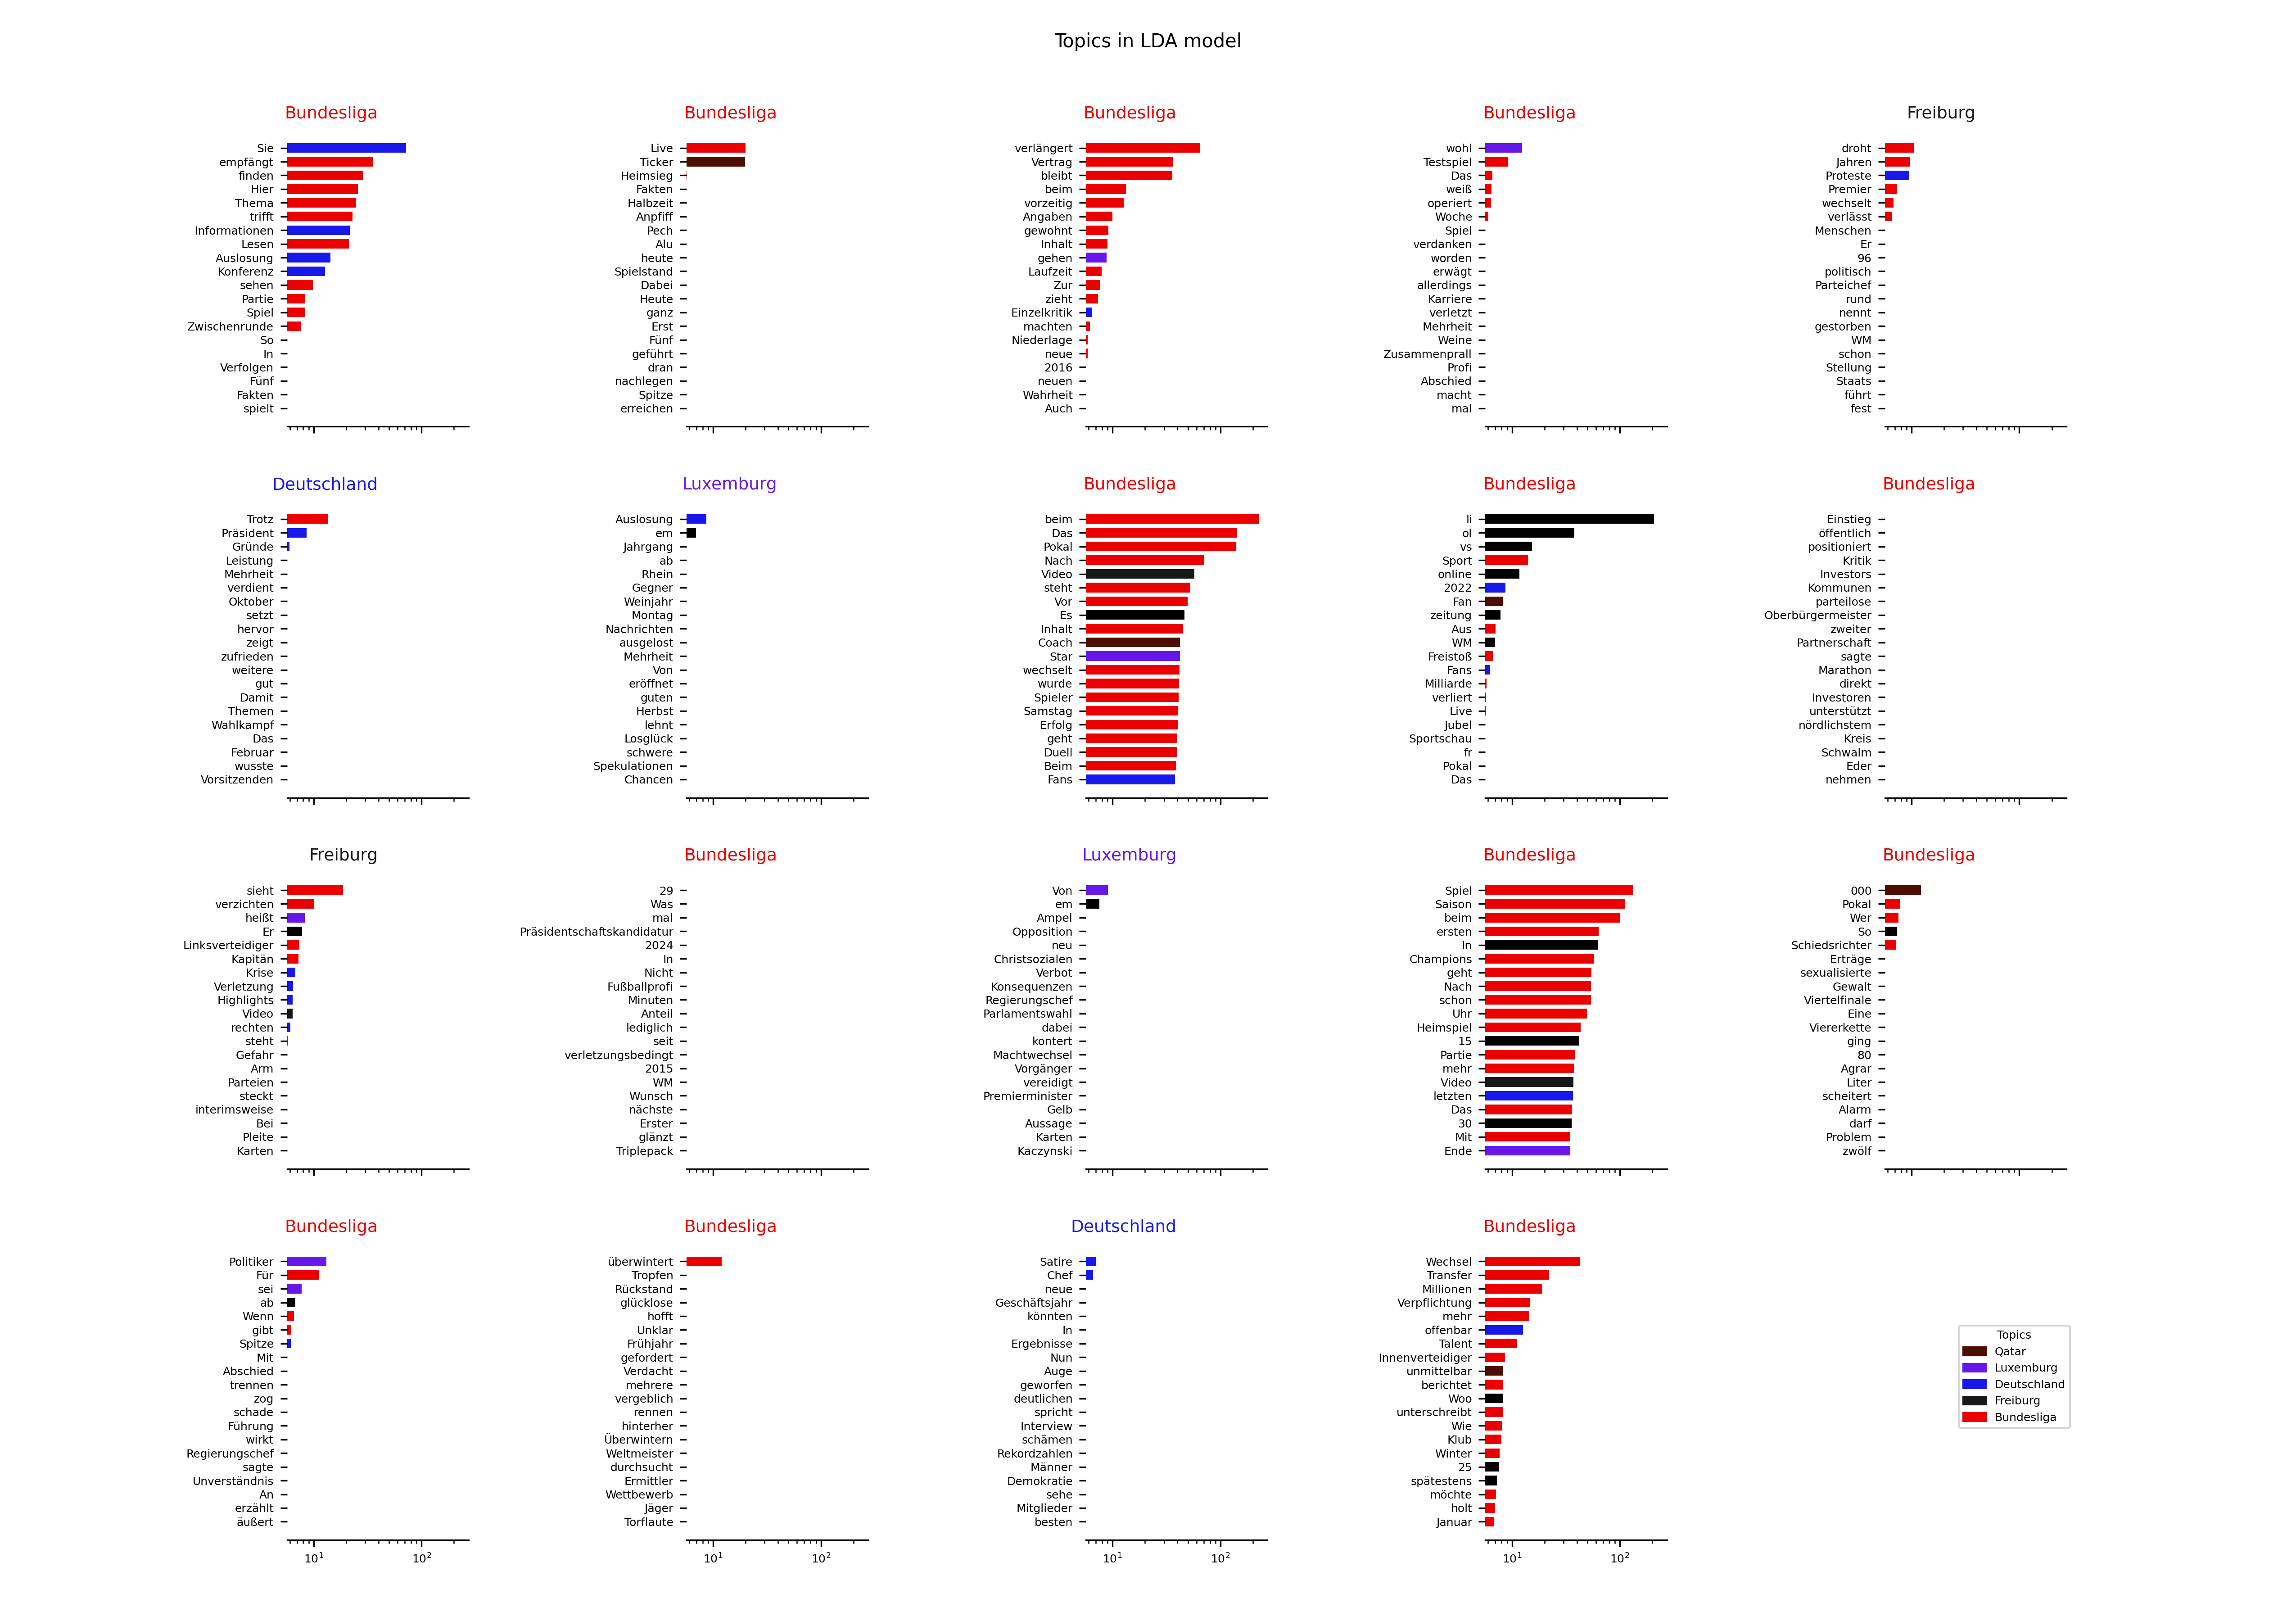 Topics in LDA model
Bundesliga
Sie
empfängt
finden
Hier
Thema
trifft
Informationen
Lesen
Auslosung
Konferenz
sehen
Partie
Spiel
Zwischenrunde
So
In
Verfolgen
Fünf
Fakten
spielt
Bundesliga
Live
Ticker
Heimsieg
Fakten
Halbzeit
Anpfiff
Pech
Alu
heute
Spielstand
Dabei
Heute
ganz
Erst
Fünf
geführt
dran
nachlegen
Spitze
erreichen
Bundesliga
verlängert
Vertrag
bleibt
beim
vorzeitig
Angaben
gewohnt
Inhalt
gehen
Laufzeit
Zur
zieht
Einzelkritik
machten
Niederlage
neue
2016
neuen
Wahrheit
Auch
Bundesliga
wohl
Testspiel
Das
weiß
operiert
Woche
Spiel
verdanken
worden
erwägt
allerdings
Karriere
verletzt
Mehrheit
Weine
Zusammenprall
Profi
Abschied
macht
mal
Freiburg
droht
Jahren
Proteste
Premier
wechselt
verlässt
Menschen
Er
96
politisch
Parteichef
rund
nennt
gestorben
WM
schon
Stellung
Staats
führt
fest
Deutschland
Trotz
Präsident
Gründe
Leistung
Mehrheit
verdient
Oktober
setzt
hervor
zeigt
zufrieden
weitere
gut
Damit
Themen
Wahlkampf
Das
Februar
wusste
Vorsitzenden
Luxemburg
Auslosung
em
Jahrgang
ab
Rhein
Gegner
Weinjahr
Montag
Nachrichten
ausgelost
Mehrheit
Von
eröffnet
guten
Herbst
lehnt
Losglück
schwere
Spekulationen
Chancen
Bundesliga
beim
Das
Pokal
Nach
Video
steht
Vor
Es
Inhalt
Coach
Star
wechselt
wurde
Spieler
Samstag
Erfolg
geht
Duell
Beim
Fans
Bundesliga
li
ol
vs
Sport
online
2022
Fan
zeitung
Aus
WM
Freistoß
Fans
Milliarde
verliert
Live
Jubel
Sportschau
fr
Pokal
Das
Bundesliga
Einstieg
öffentlich
positioniert
Kritik
Investors
Kommunen
parteilose
Oberbürgermeister
zweiter
Partnerschaft
sagte
Marathon
direkt
Investoren
unterstützt
nördlichstem
Kreis
Schwalm
Eder
nehmen
Freiburg
sieht
verzichten
heißt
Er
Linksverteidiger
Kapitän
Krise
Verletzung
Highlights
Video
rechten
steht
Gefahr
Arm
Parteien
steckt
interimsweise
Bei
Pleite
Karten
Bundesliga
29
Was
mal
Präsidentschaftskandidatur
2024
In
Nicht
Fußballprofi
Minuten
Anteil
lediglich
seit
verletzungsbedingt
2015
WM
Wunsch
nächste
Erster
glänzt
Triplepack
Luxemburg
Von
em
Ampel
Opposition
neu
Christsozialen
Verbot
Konsequenzen
Regierungschef
Parlamentswahl
dabei
kontert
Machtwechsel
Vorgänger
vereidigt
Premierminister
Gelb
Aussage
Karten
Kaczynski
Bundesliga
Spiel
Saison
beim
ersten
In
Champions
geht
Nach
schon
Uhr
Heimspiel
15
Partie
mehr
Video
letzten
Das
30
Mit
Ende
Bundesliga
000
Pokal
Wer
So
Schiedsrichter
Erträge
sexualisierte
Gewalt
Viertelfinale
Eine
Viererkette
ging
80
Agrar
Liter
scheitert
Alarm
darf
Problem
zwölf
Bundesliga
Politiker
Für
sei
ab
Wenn
gibt
Spitze
Mit
Abschied
trennen
zog
schade
Führung
wirkt
Regierungschef
sagte
Unverständnis
An
erzählt
äußert
10¹ 10²
Bundesliga
überwintert
Tropfen
Rückstand
glücklose
hofft
Unklar
Frühjahr
gefordert
Verdacht
mehrere
vergeblich
rennen
hinterher
Überwintern
Weltmeister
durchsucht
Ermittler
Wettbewerb
Jäger
Torflaute
10¹ 10²
Deutschland
Satire
Chef
neue
Geschäftsjahr
könnten
In
Ergebnisse
Nun
Auge
geworfen
deutlichen
spricht
Interview
schämen
Rekordzahlen
Männer
Demokratie
sehe
Mitglieder
besten
10¹ 10²
Bundesliga
Wechsel
Transfer
Millionen
Verpflichtung
mehr
offenbar
Talent
Innenverteidiger
unmittelbar
berichtet
Woo
unterschreibt
Wie
Klub
Winter
25
spätestens
möchte
holt
Januar
10¹ 10²
Topics
Qatar
Luxemburg
Deutschland
Freiburg
Bundesliga